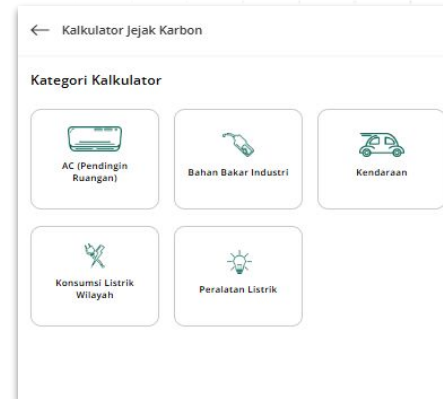 Kalkulator Jejak Karbon
Kategori Kalkulator
AC (Pendingin
Ruangan)
Bahan Bakar Industri
Kendaraan
Konsumsi Listrik
Wilayah
Peralatan Listrik